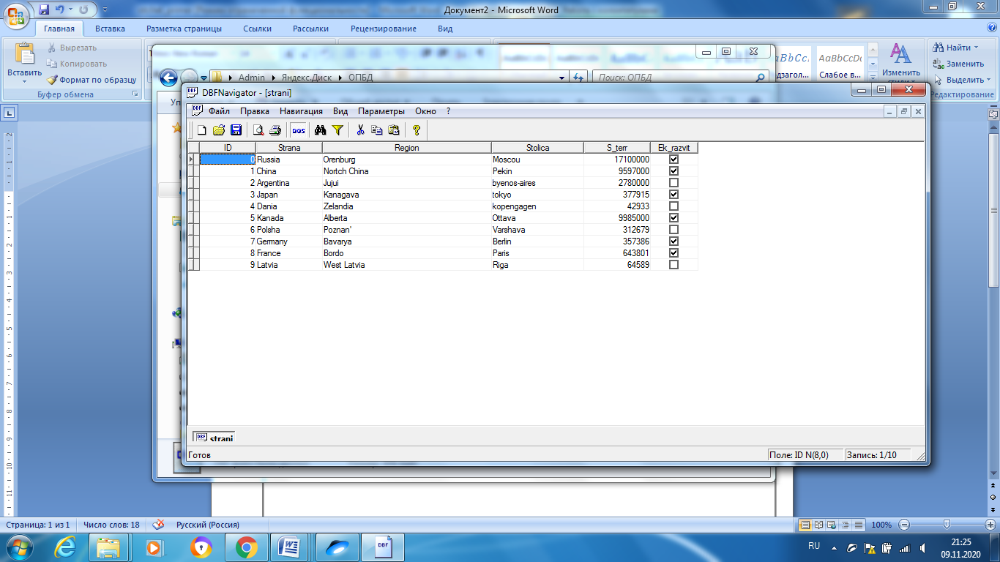 Документ2 - Microsoft Word
Главная Вставка Разметка страницы Ссылки Рассылки Рецензирование Вид
Вставить
Вырезать
Копировать
Формат по образцу
Буфер обмена
AaBbCcDc
Слабое в...
Изменить
Найти
Заменить
Выделить
Редактирование
Admin Яндекс.Диск ОПБД
Поиск: ОПБД
DBFNavigator - [strani]
Файл Правка Навигация Вид Параметры Окно ?
DOS
ID Strana Region Stolica S_terr Ek_razvit
0 Russia Orenburg Moscou 17100000
1 China Nortch China Pekin 9597000
2 Argentina Jujui byenos-aires 2780000
3 Japan Kanagava tokyo 377915
4 Dania Zelandia kopengagen 42933
5 Kanada Alberta Ottava 9985000
6 Polsha Poznan' Varshava 312679
7 Germany Bavarya Berlin 357386
8 France Bordo Paris 643801
9 Latvia West Latvia Riga 64589
DBF strani
Готов
Поле: ID N(8,0) Запись: 1/10
Страница: 1 из 1 Число слов: 18 Русский (Россия) 100%
DBF
RU
21:25
09.11.2020